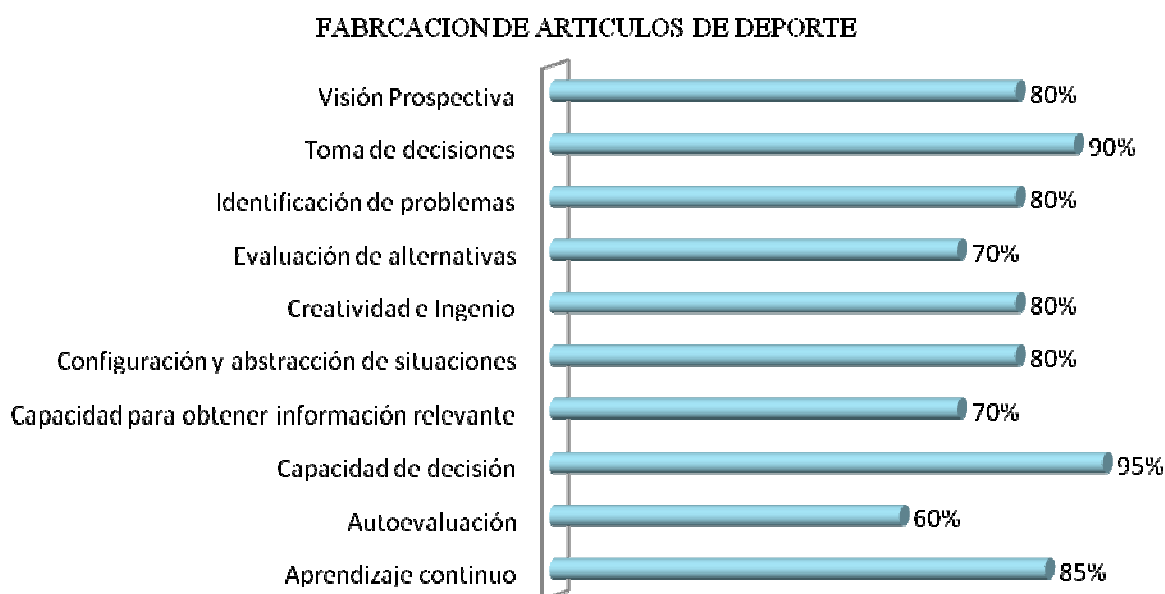 FABRCACION DE ARTICULOS DE DEPORTE
Visión Prospectiva 80%
Toma de decisiones 90%
Identificación de problemas 80%
Evaluación de alternativas 70%
Creatividad e Ingenio 80%
Configuración y abstracción de situaciones 80%
Capacidad para obtener información relevante 70%
Capacidad de decisión 95%
Autoevaluación 60%
Aprendizaje continuo 85%